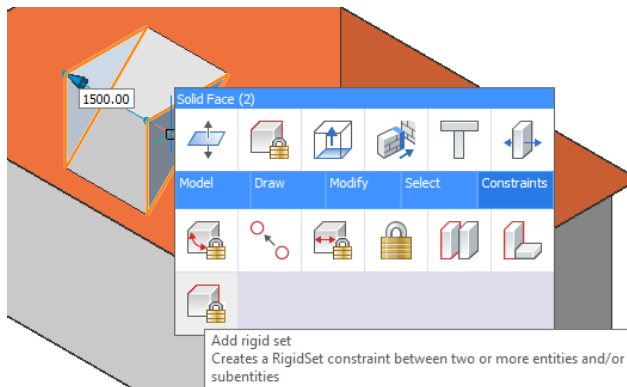 1500.00
Solid Face (2)
Model Draw Modify Select Constraints
Add rigid set
Creates a RigidSet constraint between two or more entities and/or
subentities